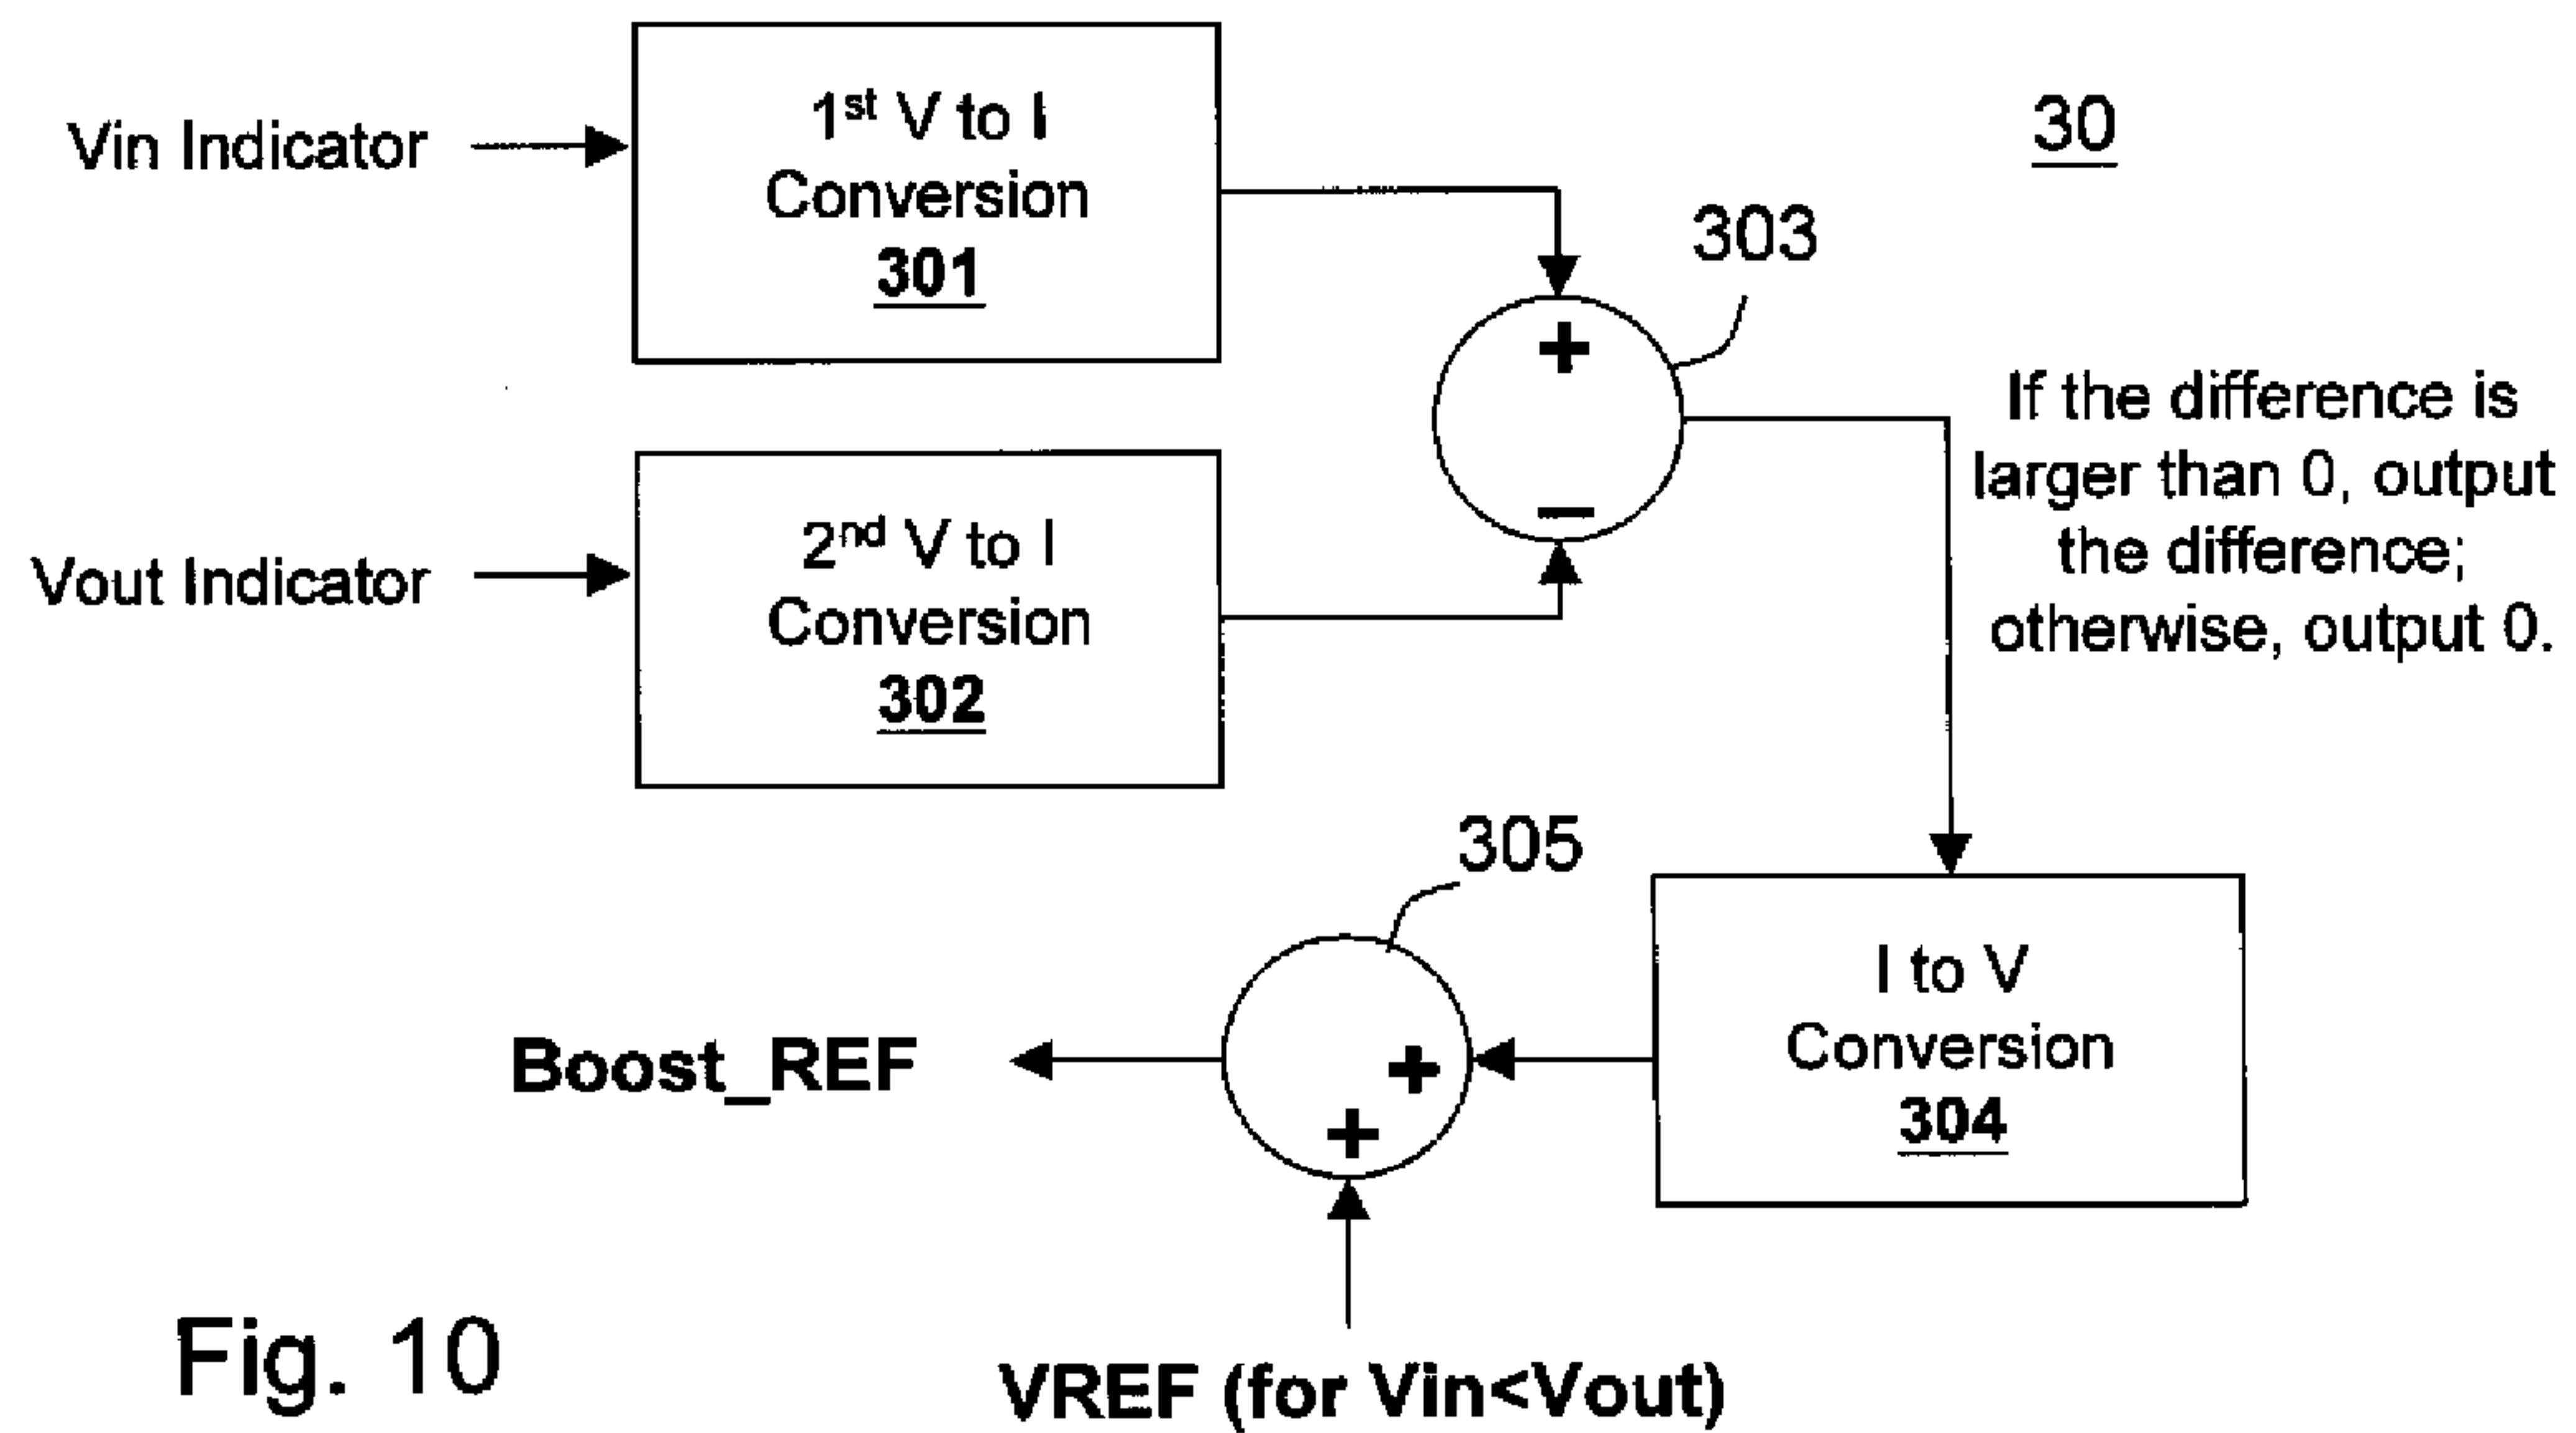 Vin Indicator
1st V to I
Conversion
301
30
303
If the difference is
larger than 0, output
the difference;
otherwise, output 0.
+
−
Vout Indicator
2nd V to I
Conversion
302
305
I to V
Conversion
304
Boost_REF
+
+
VREF (for Vin<Vout)
Fig. 10